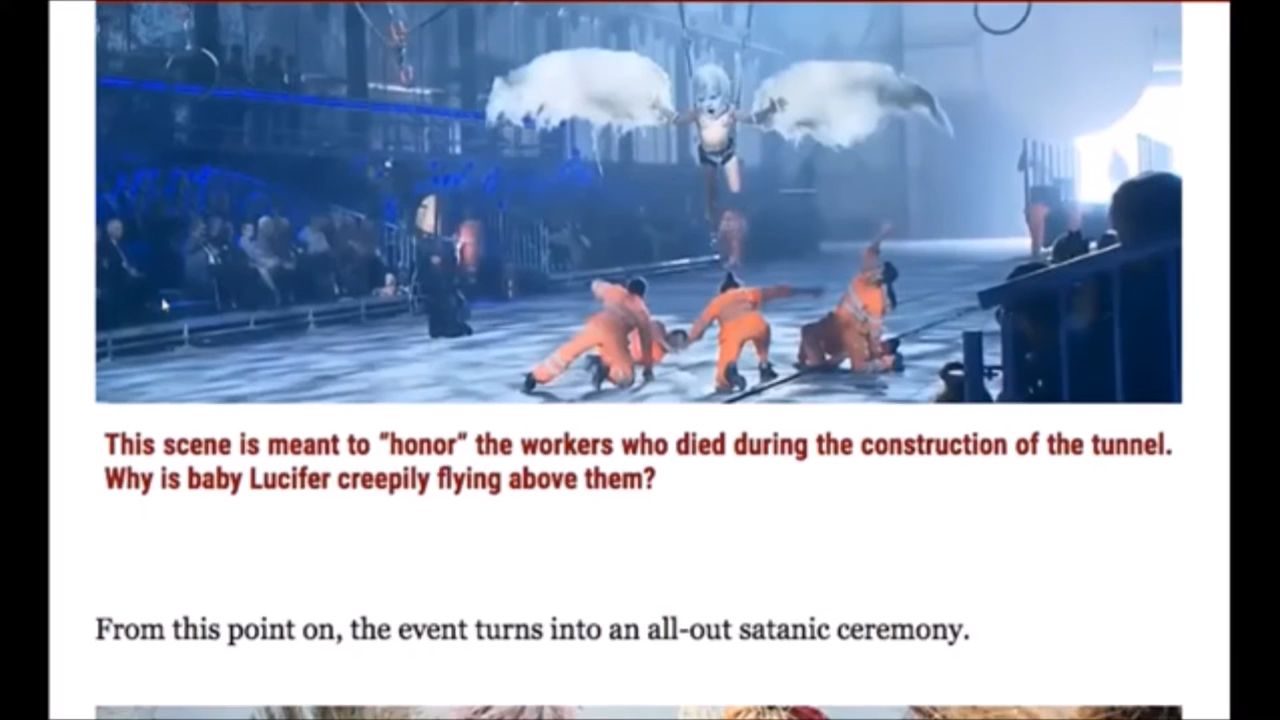 This scene is meant to “honor” the workers who died during the construction of the tunnel.
Why is baby Lucifer creepily flying above them?
From this point on, the event turns into an all-out satanic ceremony.